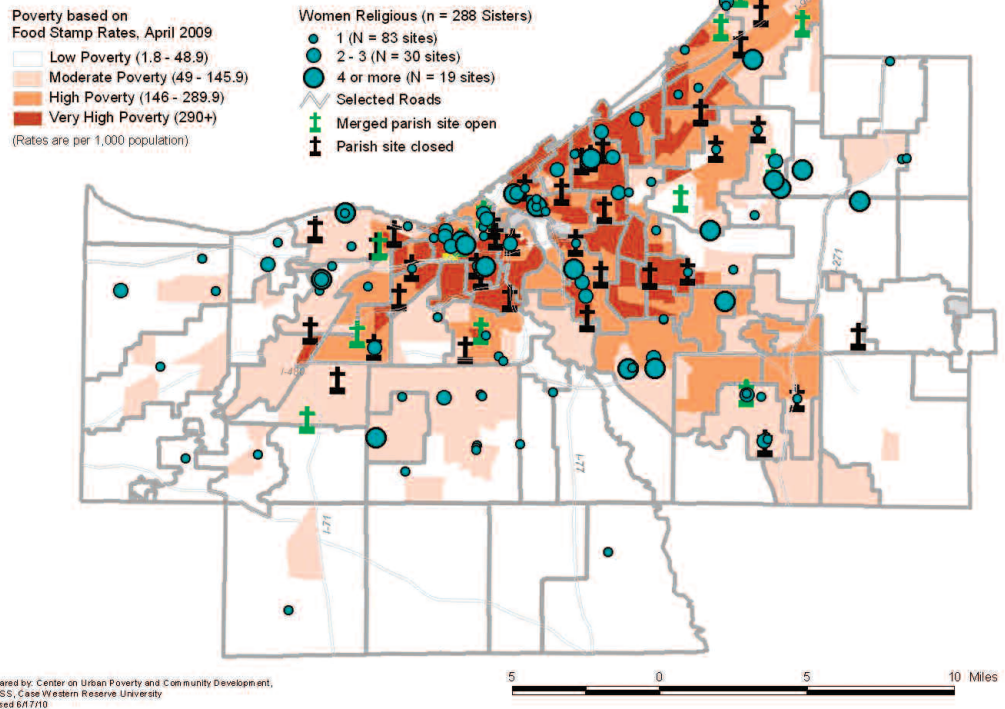 Poverty based on
Food Stamp Rates, April 2009
Low Poverty (1.8 - 48.9)
Moderate Poverty (49 - 145.9)
High Poverty (146 - 289.9)
Very High Poverty (290+)
(Rates are per 1,000 population)
Women Religious (n = 288 Sisters)
1 (N = 83 sites)
2 - 3 (N = 30 sites)
4 or more (N = 19 sites)
Selected Roads
Merged parish site open
Parish site closed
I-271
I-77
I-71
ared by: Center on Urban Poverty and Community Development,
SS, Case Western Reserve University
sed 6/17/10
5 0 5 10 Miles